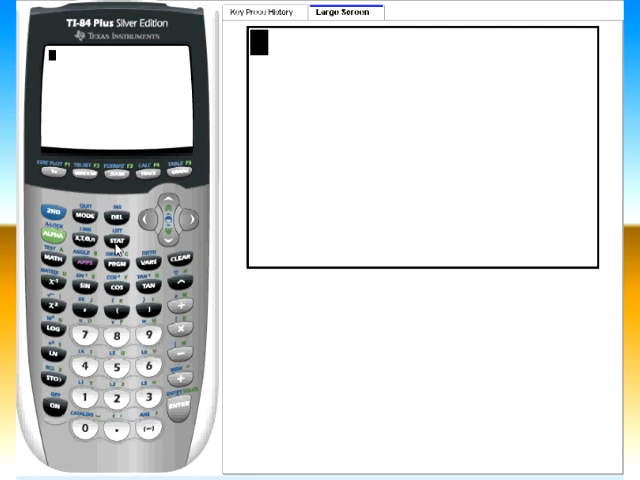 Key Press History Large Screen
TI-84 Plus Silver Edition
TEXAS INSTRUMENTS
STAT PLOT F1 TBLSET F2 FORMAT F3 CALC F4 TABLE F5
Y= WINDOW ZOOM TRACE GRAPH
QUIT INS
2ND MODE DEL
A-LOCK LINK LIST
ALPHA X,T,Θ,n STAT
TEST A ANGLE B DRAW C DISTR
MATH APPS PRGM VARS CLEAR
MATRIX D SIN⁻¹ E COS⁻¹ F TAN⁻¹ G
X⁻¹ SIN COS TAN ^
X² , ( ) ÷
LOG 7 8 9 ×
L4 L5 L6
LN 4 5 6 −
RCL L1 L2 L3
STO▸ 1 2 3 +
OFF CATALOG ANS
ON 0 . (−) ENTER